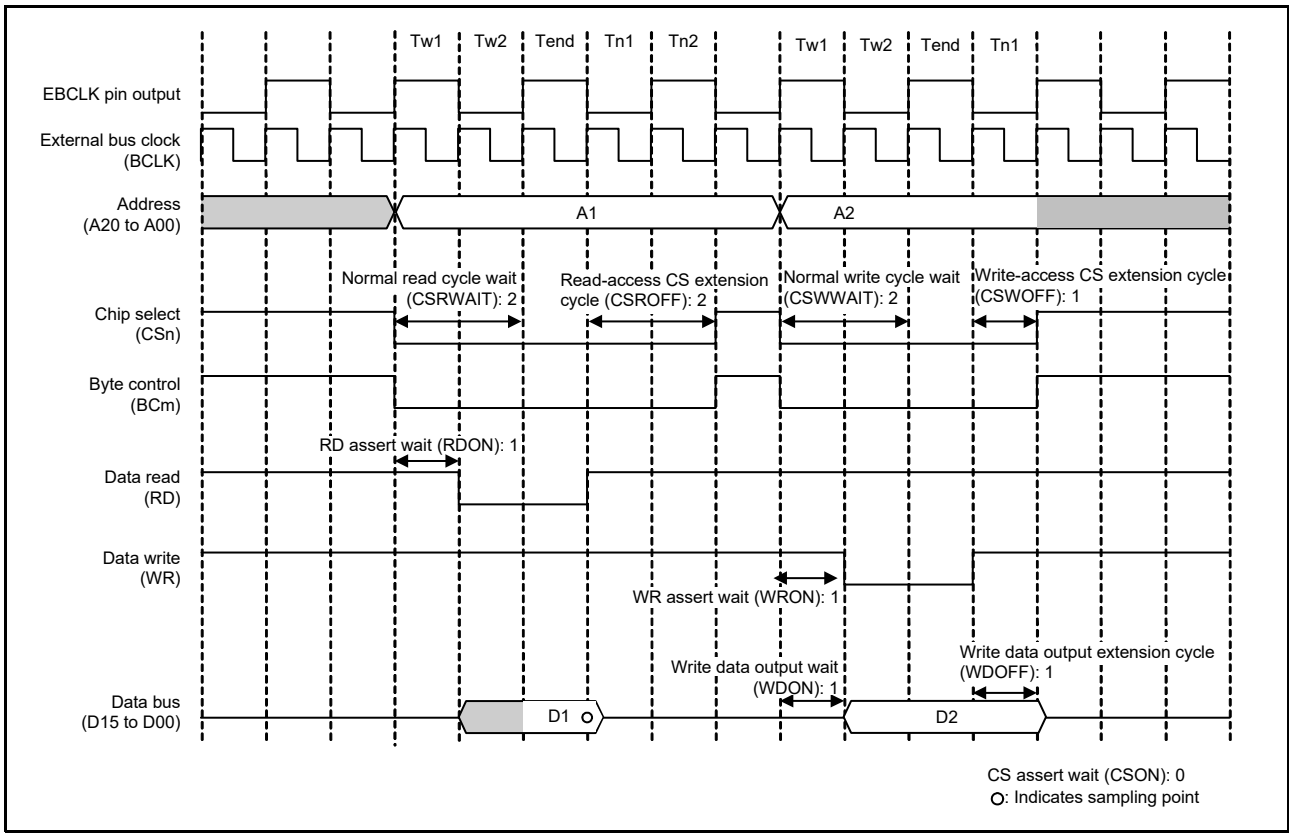 Tw1 Tw2 Tend Tn1 Tn2 Tw1 Tw2 Tend Tn1
EBCLK pin output
External bus clock
(BCLK)
Address
(A20 to A00)
A1 A2
Normal read cycle wait
(CSRWAIT): 2
Read-access CS extension
cycle (CSROFF): 2
Normal write cycle wait
(CSWWAIT): 2
Write-access CS extension cycle
(CSWOFF): 1
Chip select
(CSn)
Byte control
(BCm)
RD assert wait (RDON): 1
Data read
(RD)
Data write
(WR)
WR assert wait (WRON): 1
Write data output wait
(WDON): 1
Write data output extension cycle
(WDOFF): 1
Data bus
(D15 to D00)
D1 D2
CS assert wait (CSON): 0
: Indicates sampling point